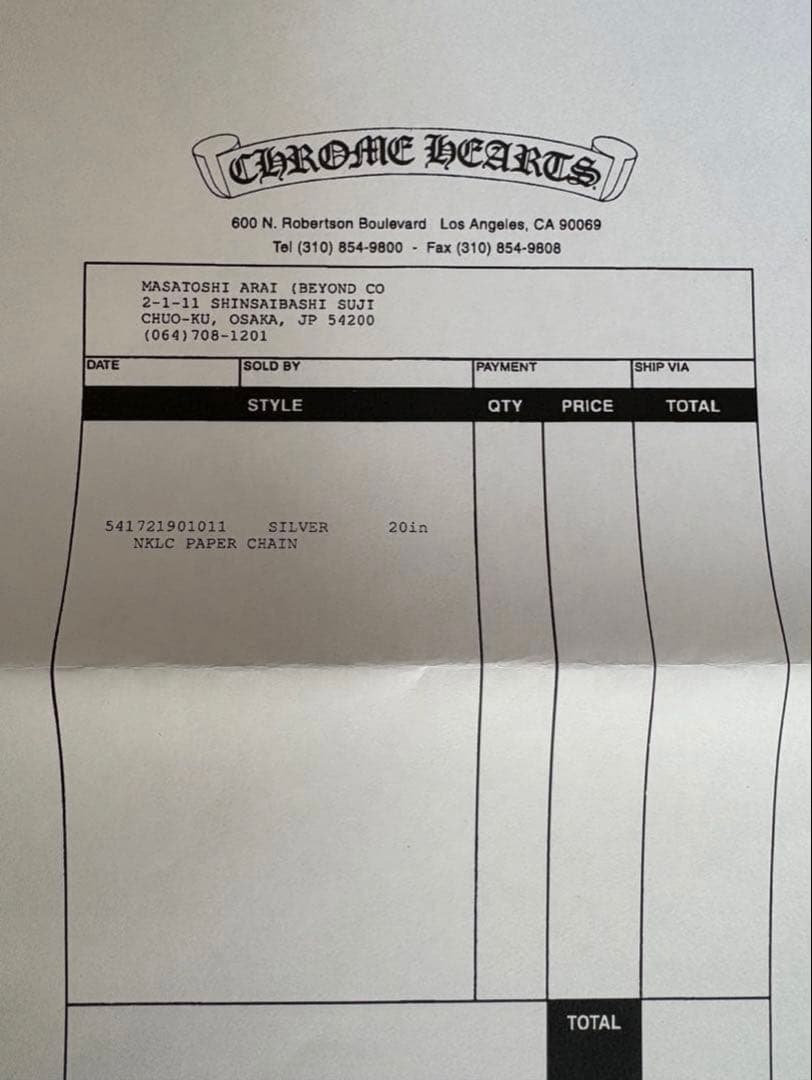 CHROME HEARTS
600 N. Robertson Boulevard Los Angeles, CA 90069
Tel (310) 854-9800 - Fax (310) 854-9808
MASATOSHI ARAI (BEYOND CO
2-1-11 SHINSAIBASHI SUJI
CHUO-KU, OSAKA, JP 54200
(064)708-1201
DATE SOLD BY PAYMENT SHIP VIA
STYLE QTY PRICE TOTAL
541721901011 SILVER 20in
NKLC PAPER CHAIN
TOTAL